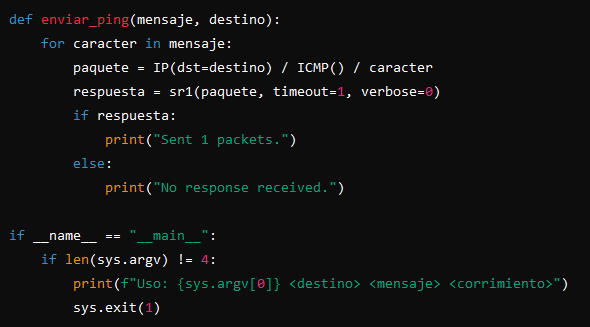 def enviar_ping(mensaje, destino):
    for caracter in mensaje:
        paquete = IP(dst=destino) / ICMP() / caracter
        respuesta = sr1(paquete, timeout=1, verbose=0)
        if respuesta:
            print("Sent 1 packets.")
        else:
            print("No response received.")

if __name__ == "__main__":
    if len(sys.argv) != 4:
        print(f"Uso: {sys.argv[0]} <destino> <mensaje> <corrimiento>")
        sys.exit(1)